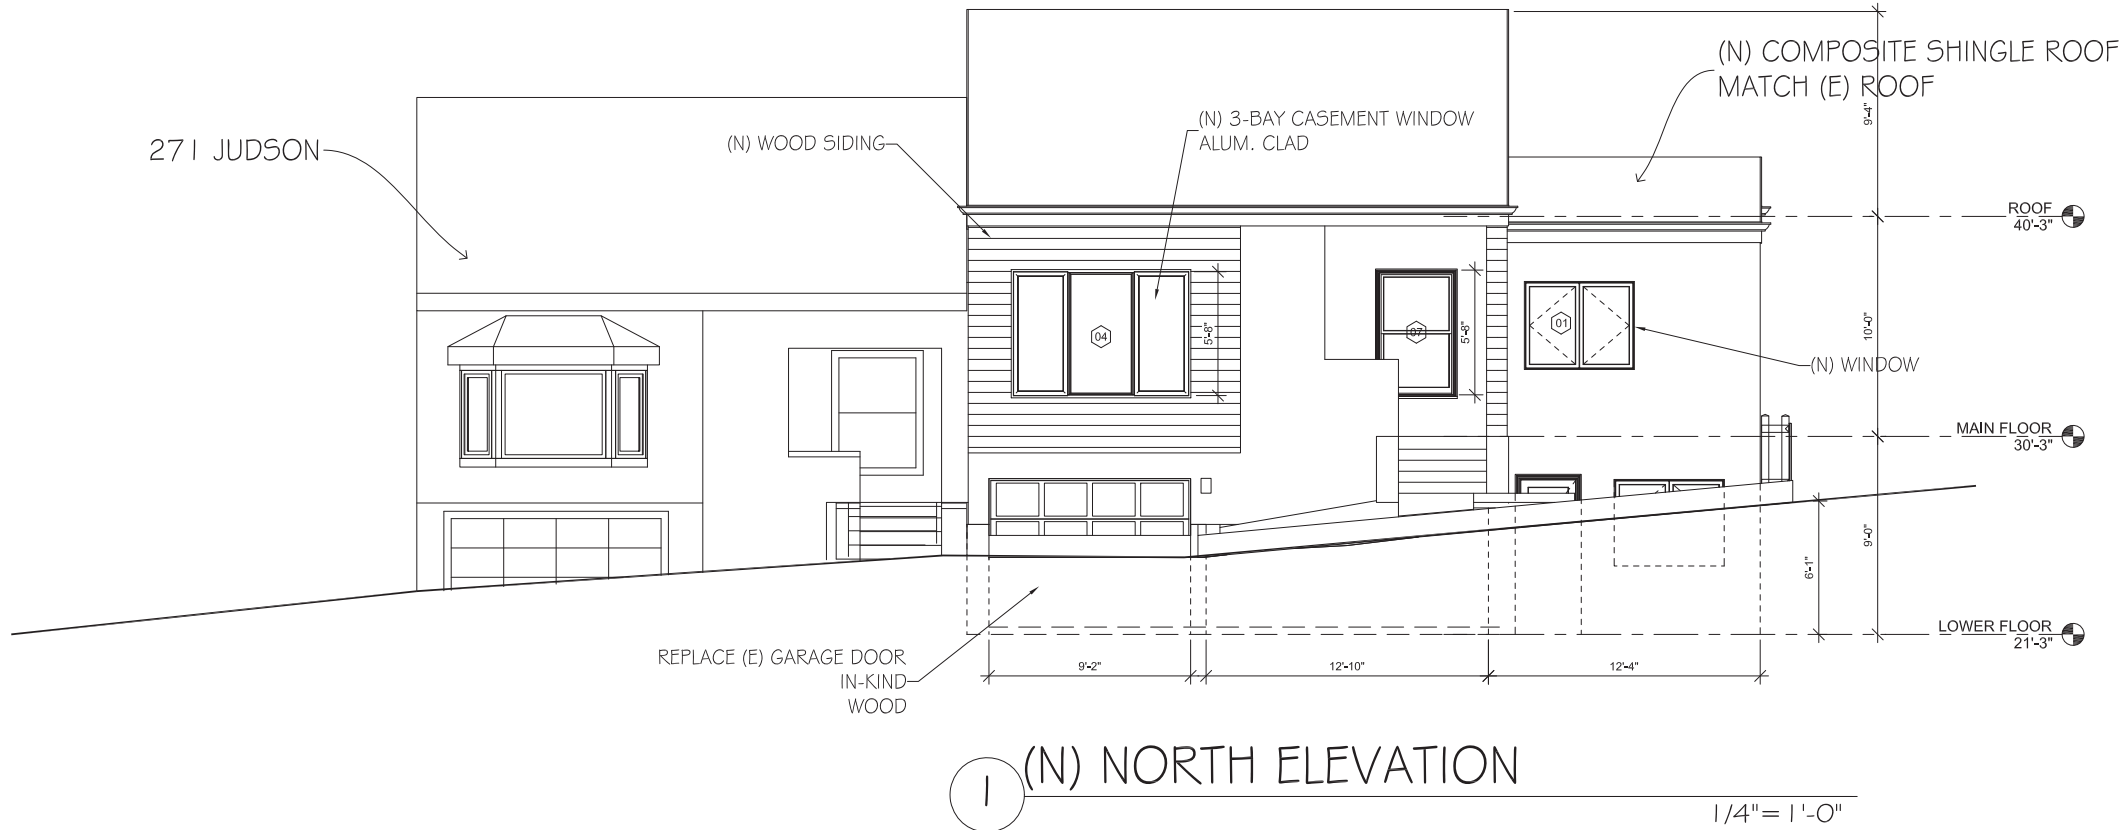 (N) COMPOSITE SHINGLE ROOF
MATCH (E) ROOF
9'-4"
271 JUDSON
(N) WOOD SIDING
(N) 3-BAY CASEMENT WINDOW
ALUM. CLAD
ROOF
40'-3"
04
5'-8"
07
5'-8"
01
10'-0"
(N) WINDOW
MAIN FLOOR
30'-3"
9'-0"
6'-1"
LOWER FLOOR
21'-3"
REPLACE (E) GARAGE DOOR
IN-KIND
WOOD
9'-2"
12'-10"
12'-4"
1
(N) NORTH ELEVATION
1/4"= 1'-0"